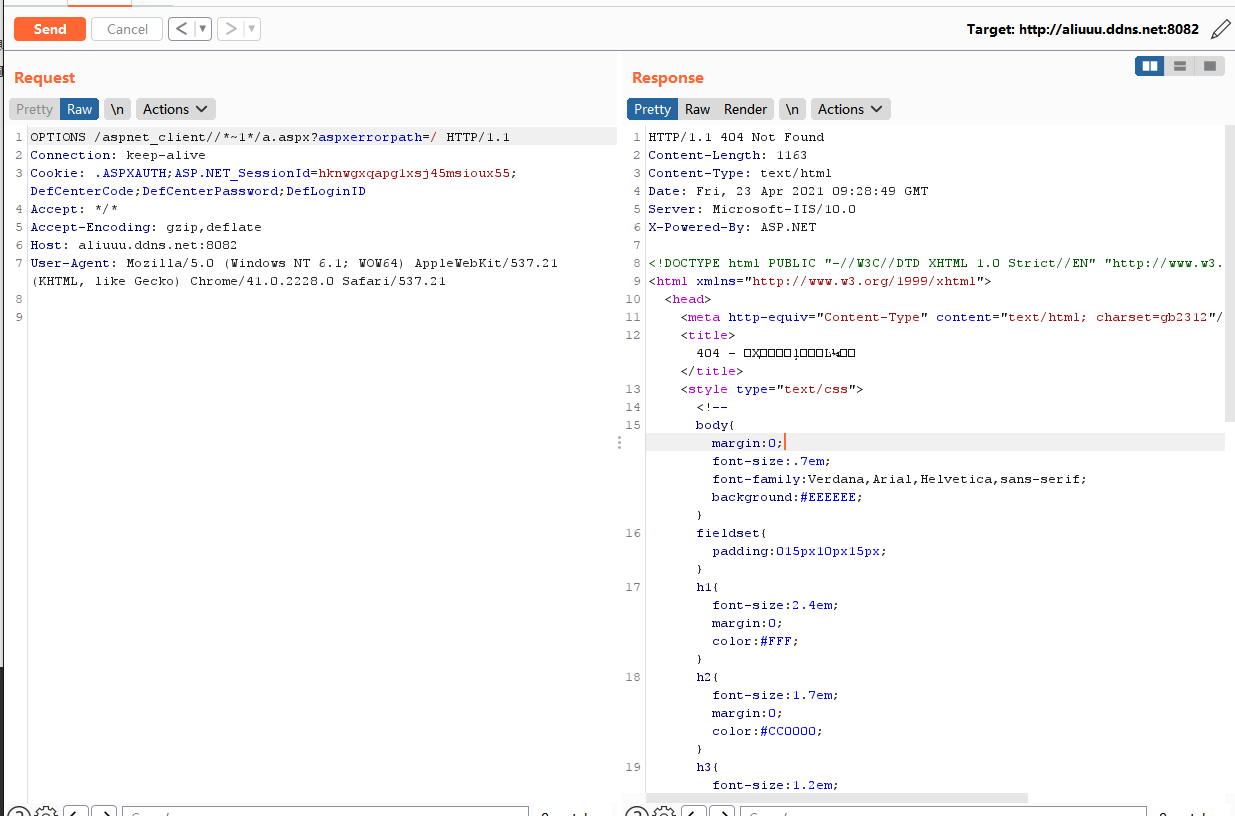 Send Cancel < ▼ > ▼ Target: http://aliuuu.ddns.net:8082
Request
Pretty Raw \n Actions
1 OPTIONS /aspnet_client//*~1*/a.aspx?aspxerrorpath=/ HTTP/1.1
2 Connection: keep-alive
3 Cookie: .ASPXAUTH;ASP.NET_SessionId=hknwgxqapg1xsj45msioux55;
DefCenterCode;DefCenterPassword;DefLoginID
4 Accept: */*
5 Accept-Encoding: gzip,deflate
6 Host: aliuuu.ddns.net:8082
7 User-Agent: Mozilla/5.0 (Windows NT 6.1; WOW64) AppleWebKit/537.21
(KHTML, like Gecko) Chrome/41.0.2228.0 Safari/537.21
8
9
Response
Pretty Raw Render \n Actions
1 HTTP/1.1 404 Not Found
2 Content-Length: 1163
3 Content-Type: text/html
4 Date: Fri, 23 Apr 2021 09:28:49 GMT
5 Server: Microsoft-IIS/10.0
6 X-Powered-By: ASP.NET
7
8 <!DOCTYPE html PUBLIC "-//W3C//DTD XHTML 1.0 Strict//EN" "http://www.w3.
9 <html xmlns="http://www.w3.org/1999/xhtml">
10 <head>
11 <meta http-equiv="Content-Type" content="text/html; charset=gb2312"/
12 <title>
404 -
</title>
13 <style type="text/css">
14 <!--
15 body{
margin:0;
font-size:.7em;
font-family:Verdana,Arial,Helvetica,sans-serif;
background:#EEEEEE;
}
16 fieldset{
padding:015px10px15px;
}
17 h1{
font-size:2.4em;
margin:0;
color:#FFF;
}
18 h2{
font-size:1.7em;
margin:0;
color:#CC0000;
}
19 h3{
font-size:1.2em;